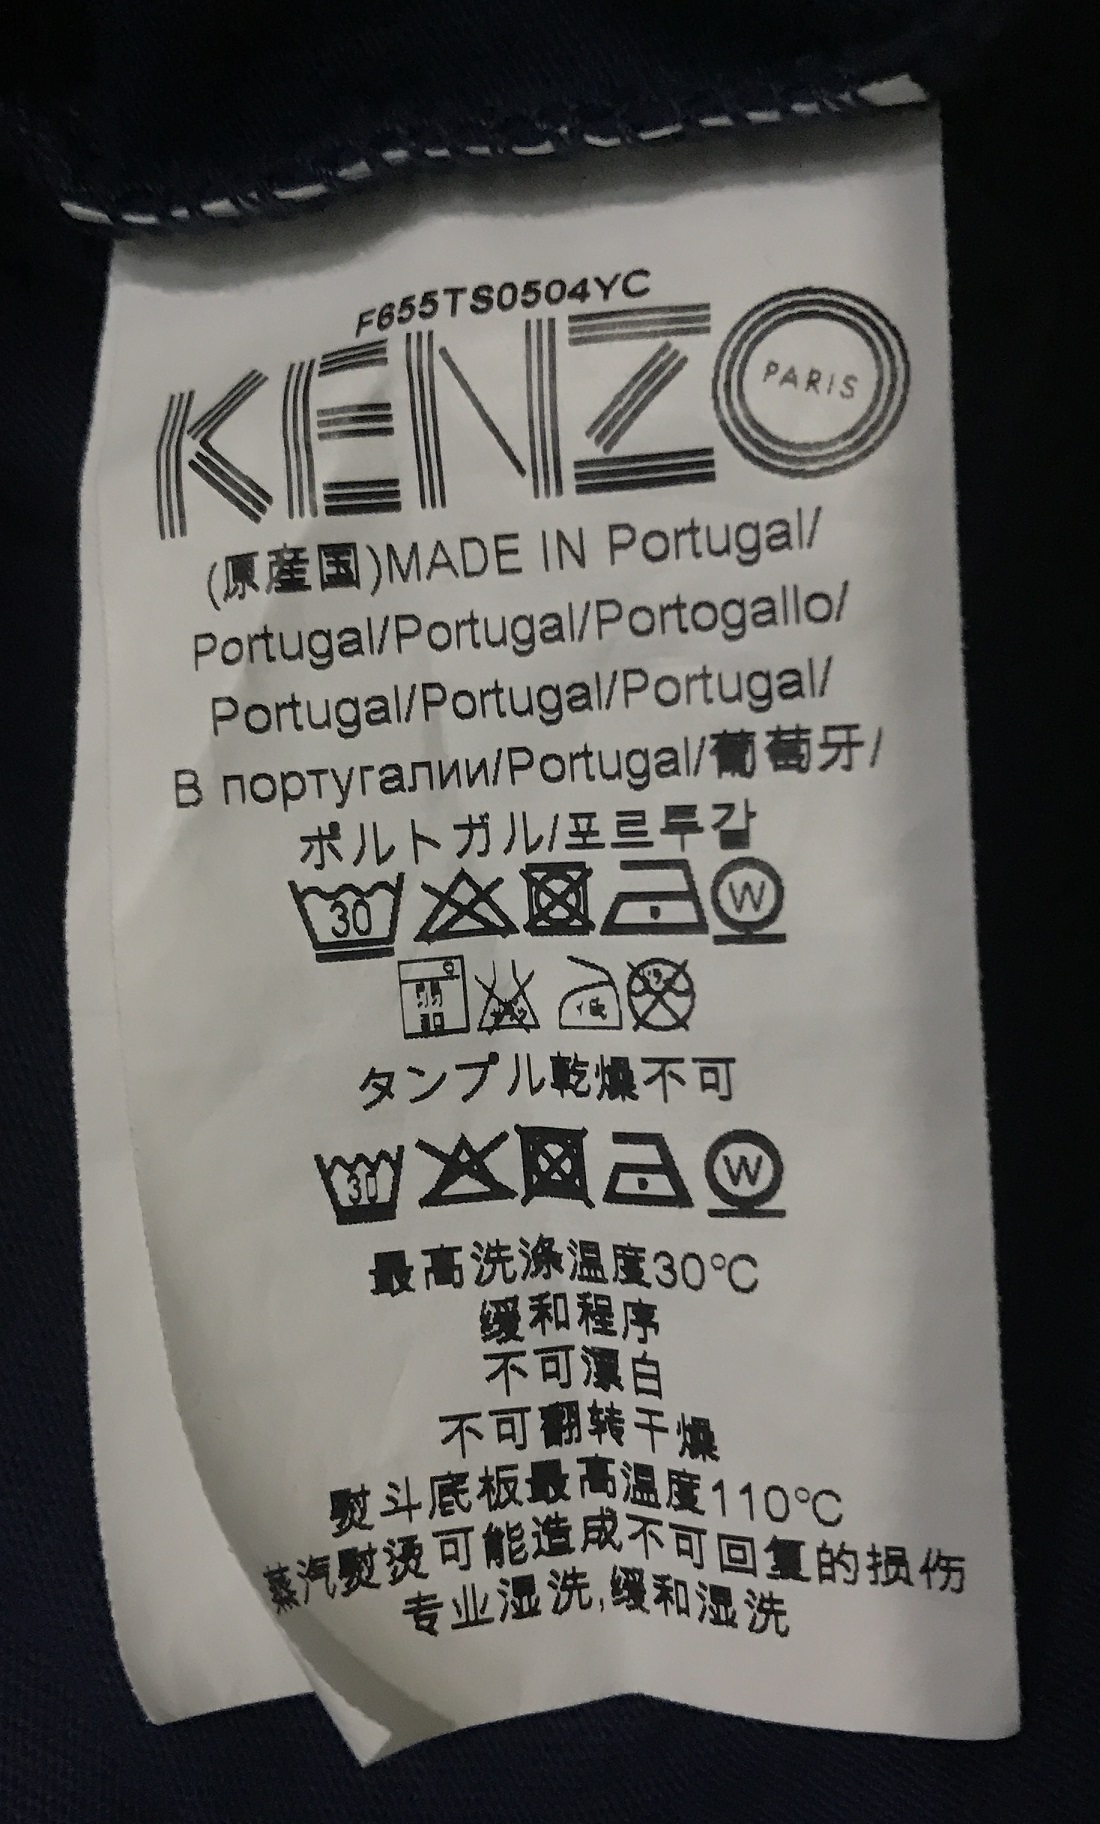 F655TS0504YC
KENZO
PARIS
(原産国)MADE IN Portugal/
Portugal/Portugal/Portogallo/
Portugal/Portugal/Portugal/
В португалии/Portugal/葡萄牙/
ポルトガル/포르투갈
30 W
タンプル乾燥不可
30 W
最高洗涤温度30°C
缓和程序
不可漂白
不可翻转干燥
熨斗底板最高温度110°C
蒸汽熨烫可能造成不可回复的损伤
专业湿洗,缓和湿洗